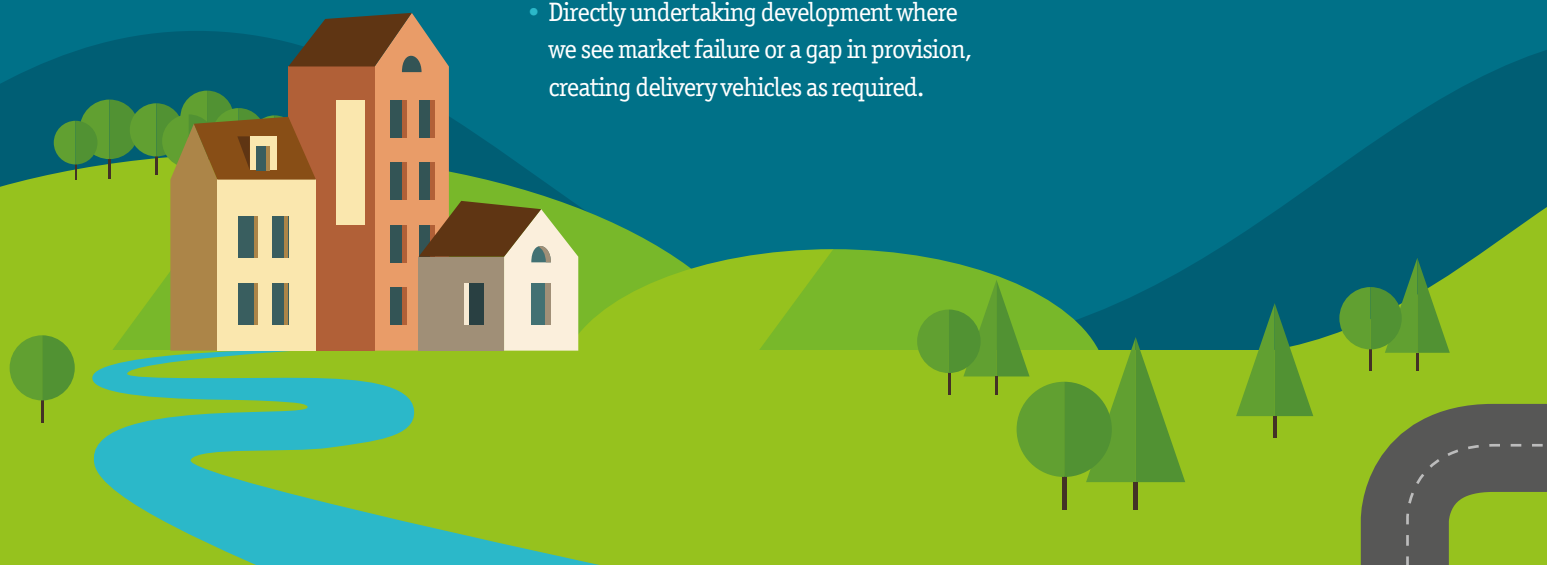 • Directly undertaking development where
we see market failure or a gap in provision,
creating delivery vehicles as required.